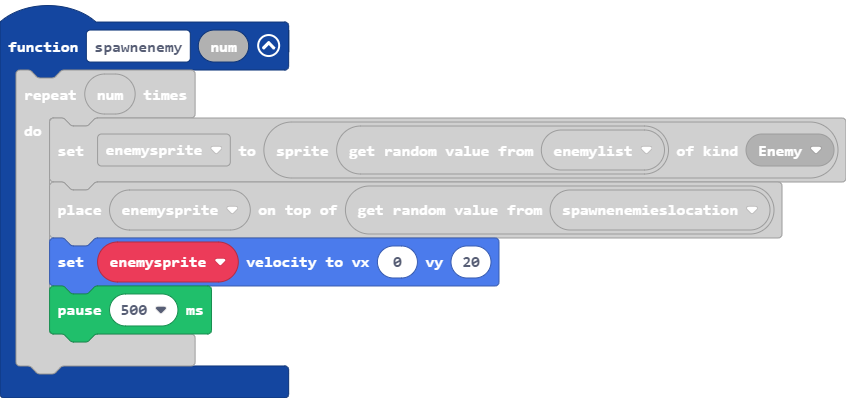 function spawnenemy num
repeat num times
do
set enemysprite to sprite get random value from enemylist of kind Enemy
place enemysprite on top of get random value from spawnenemieslocation
set enemysprite velocity to vx 0 vy 20
pause 500 ms